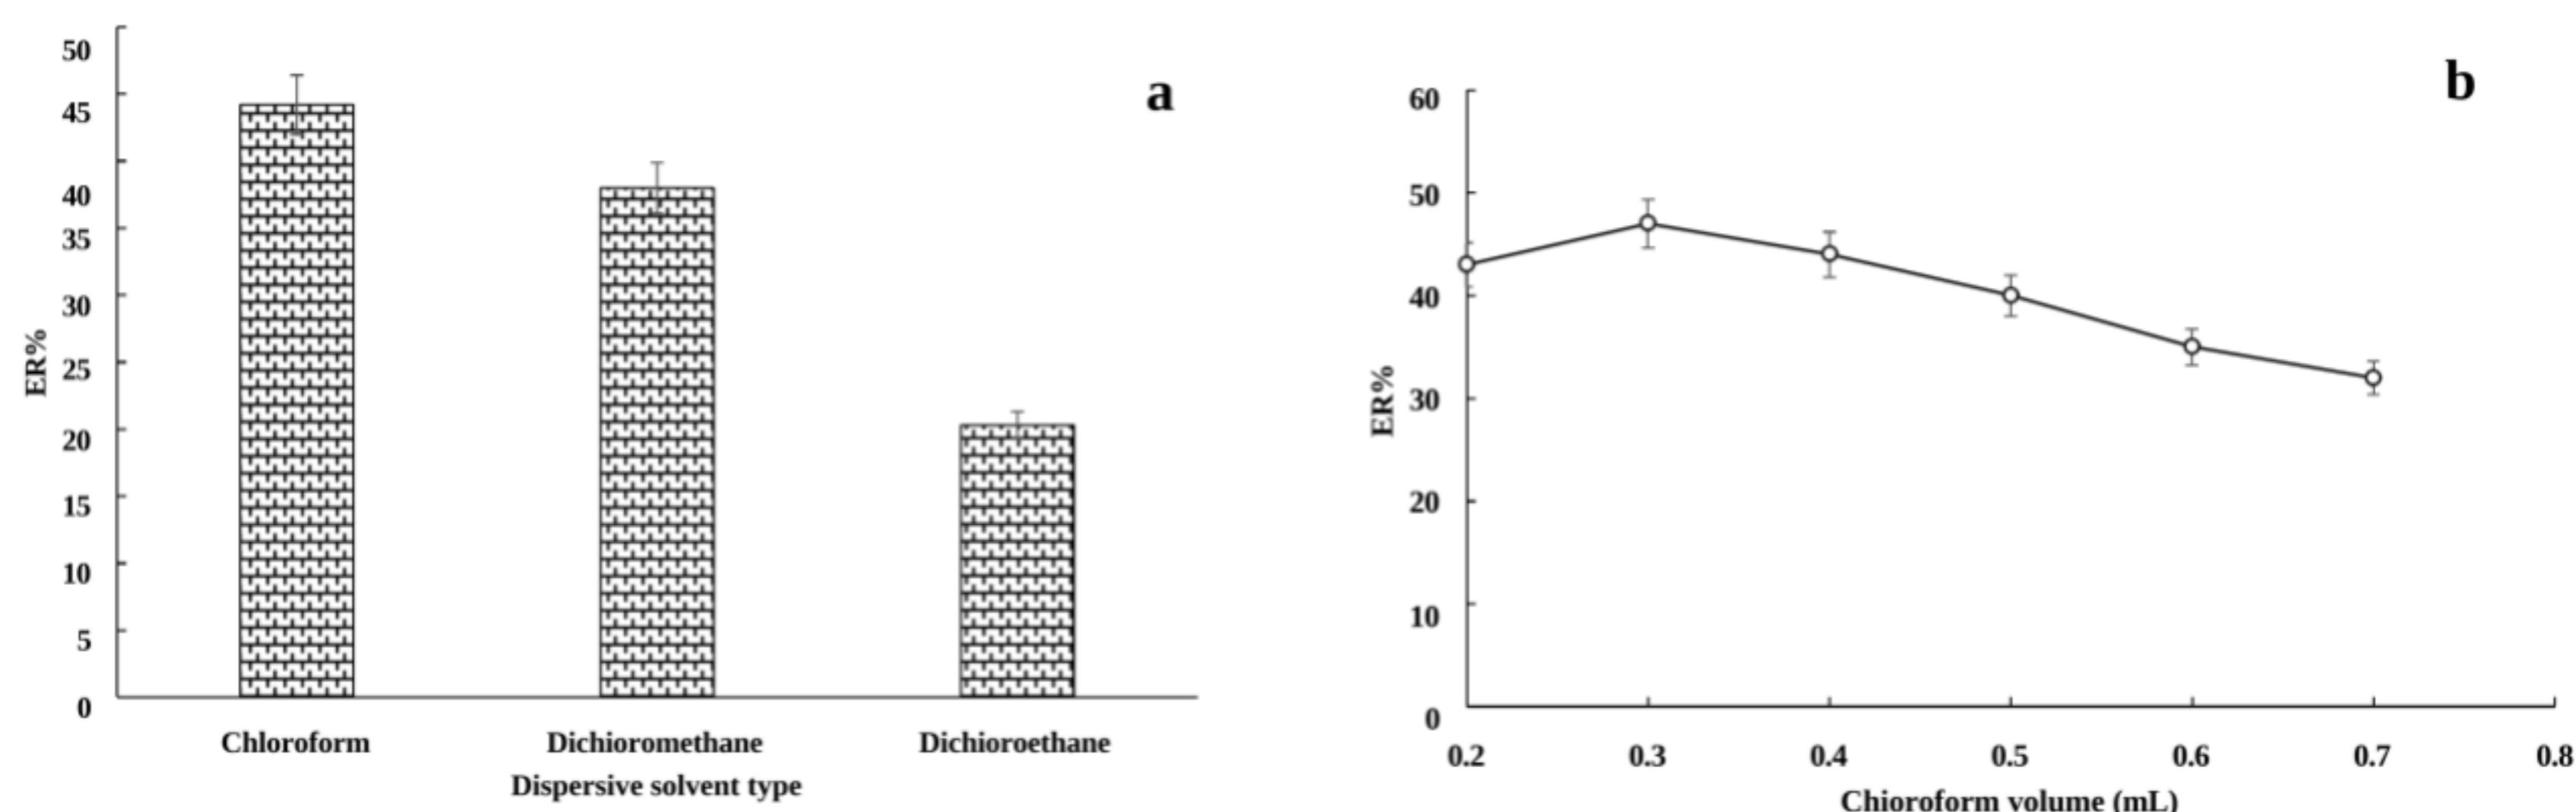 a
50
45
40
35
30
25
20
15
10
5
0
ER%
Chloroform Dichioromethane Dichioroethane
Dispersive solvent type
b
60
50
40
30
20
10
0
ER%
0.2 0.3 0.4 0.5 0.6 0.7 0.8
Chioroform volume (mL)